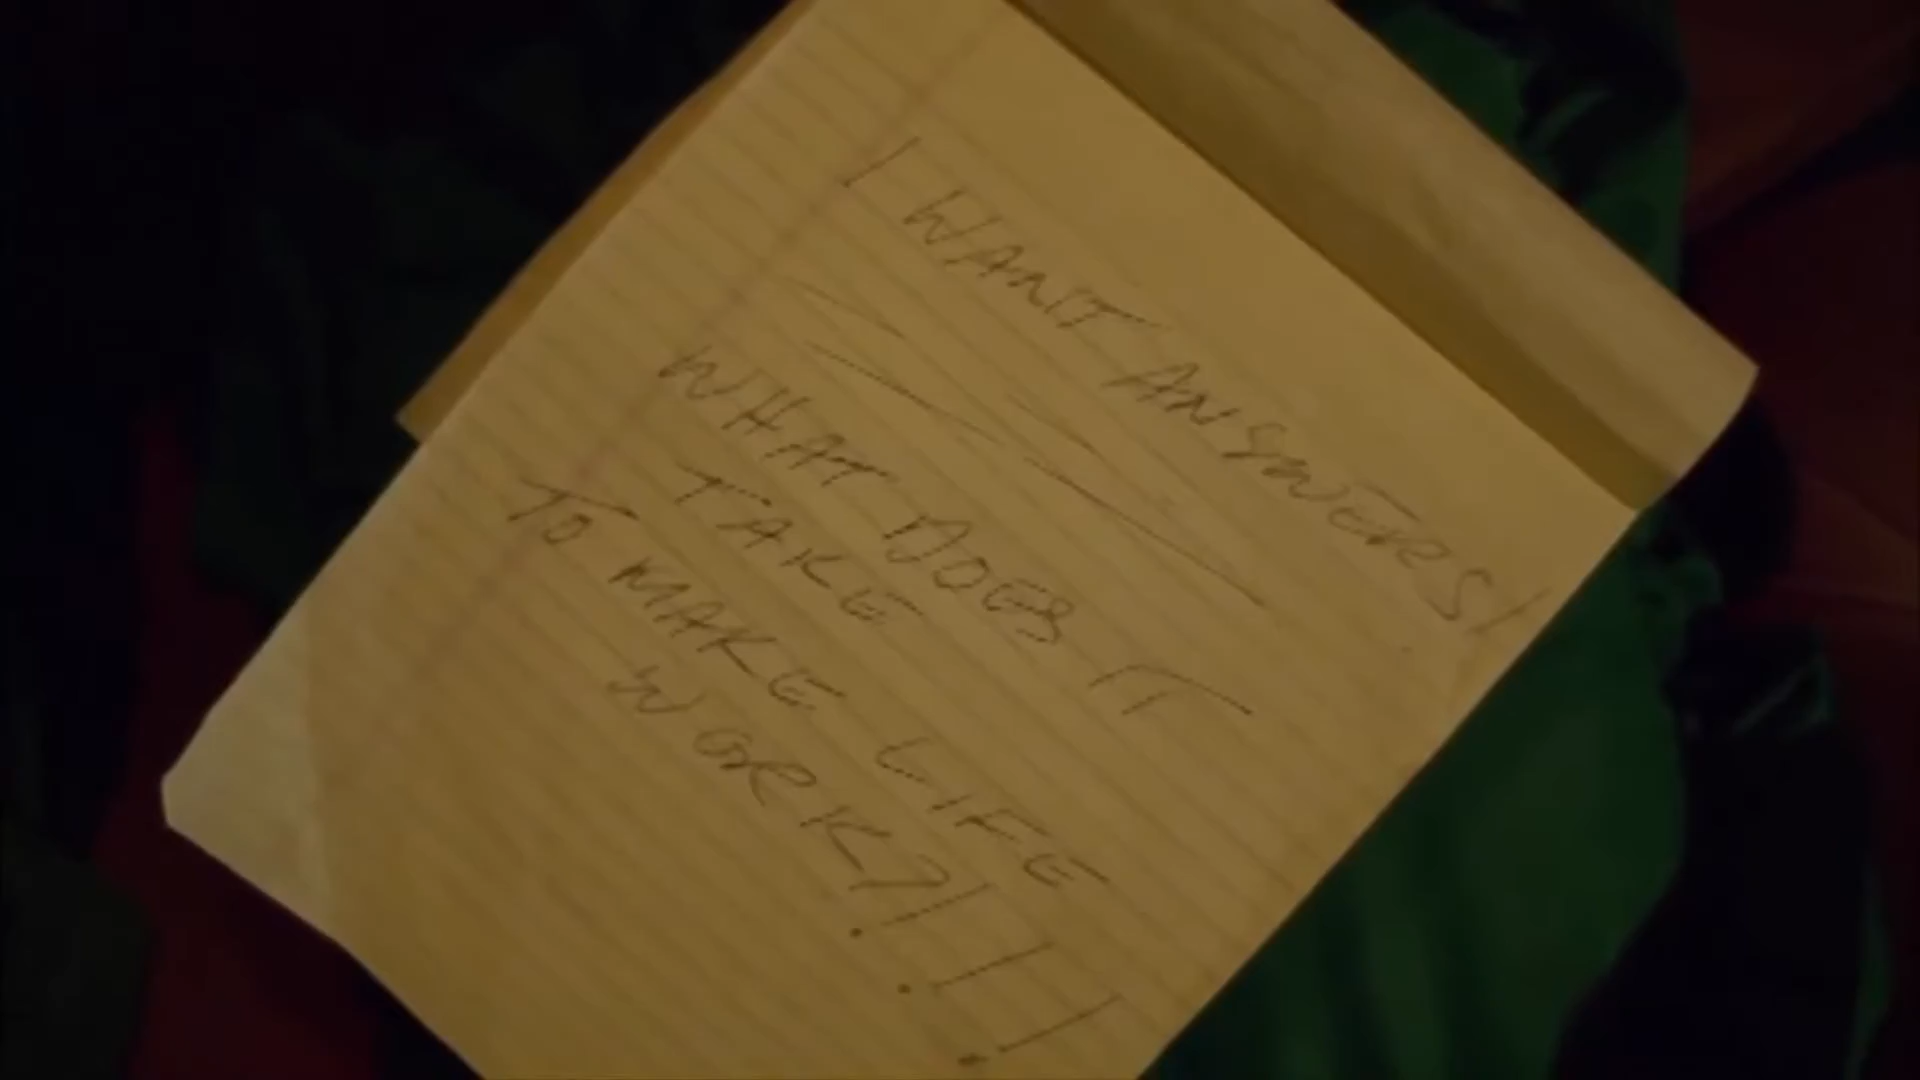 I WANT ANSWERS!
WHAT DOES IT
TAKE
TO MAKE LIFE
WORK?!!!